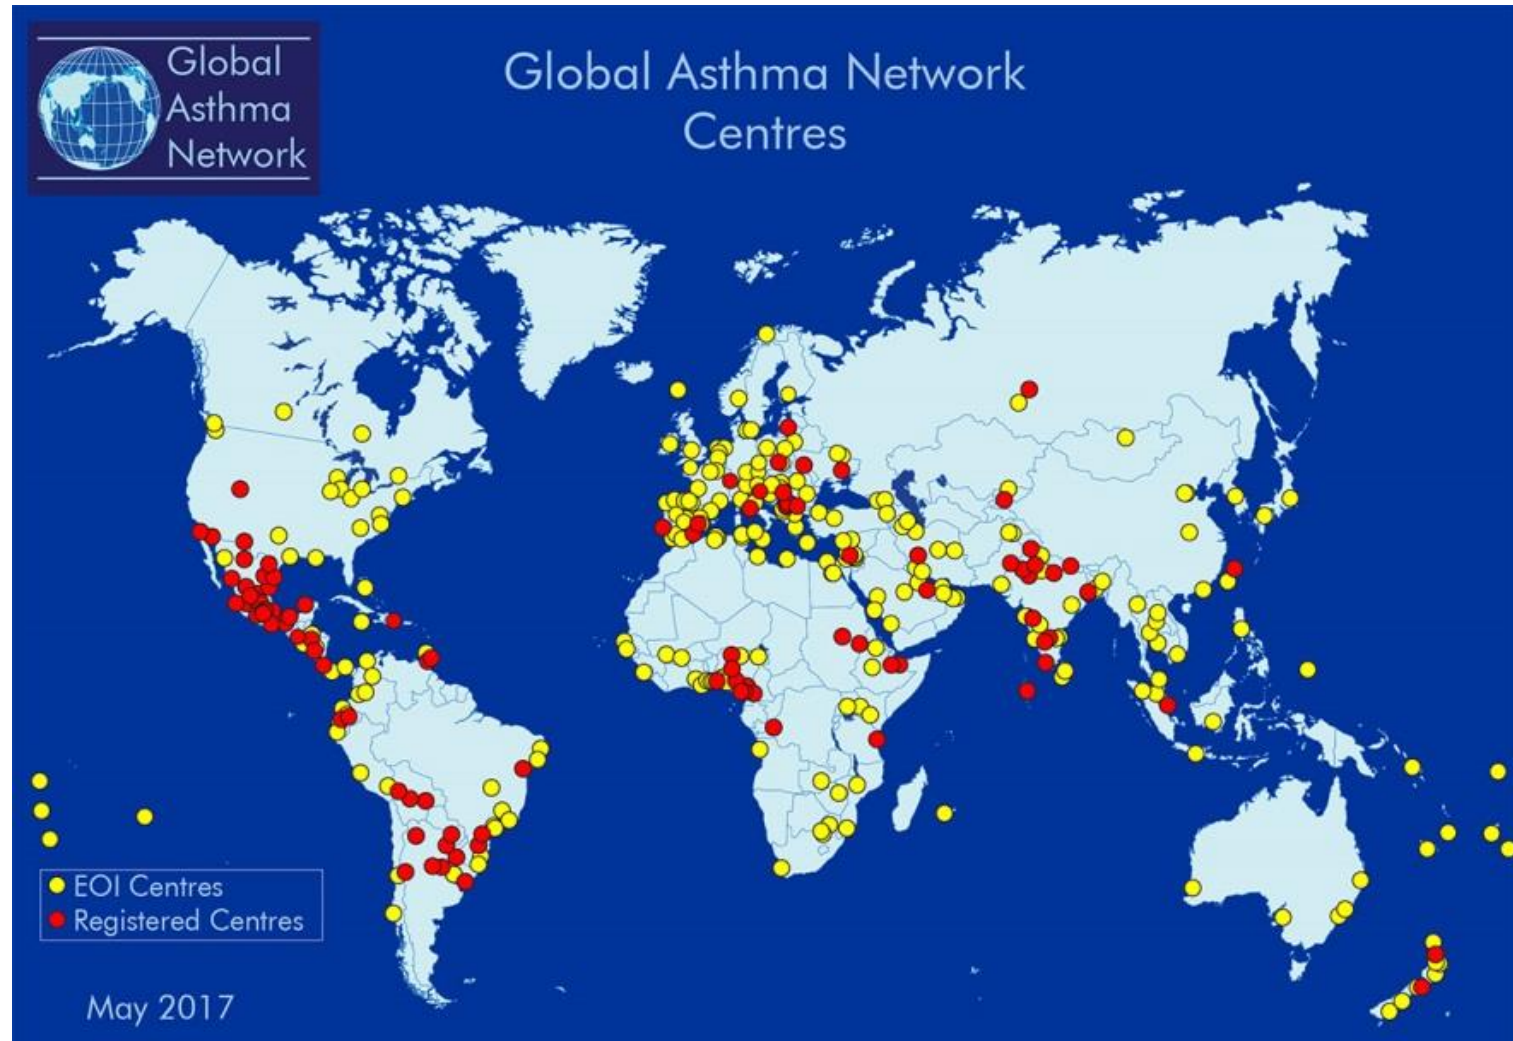 Global
Asthma
Network
Global Asthma Network
Centres
EOI Centres
Registered Centres
May 2017